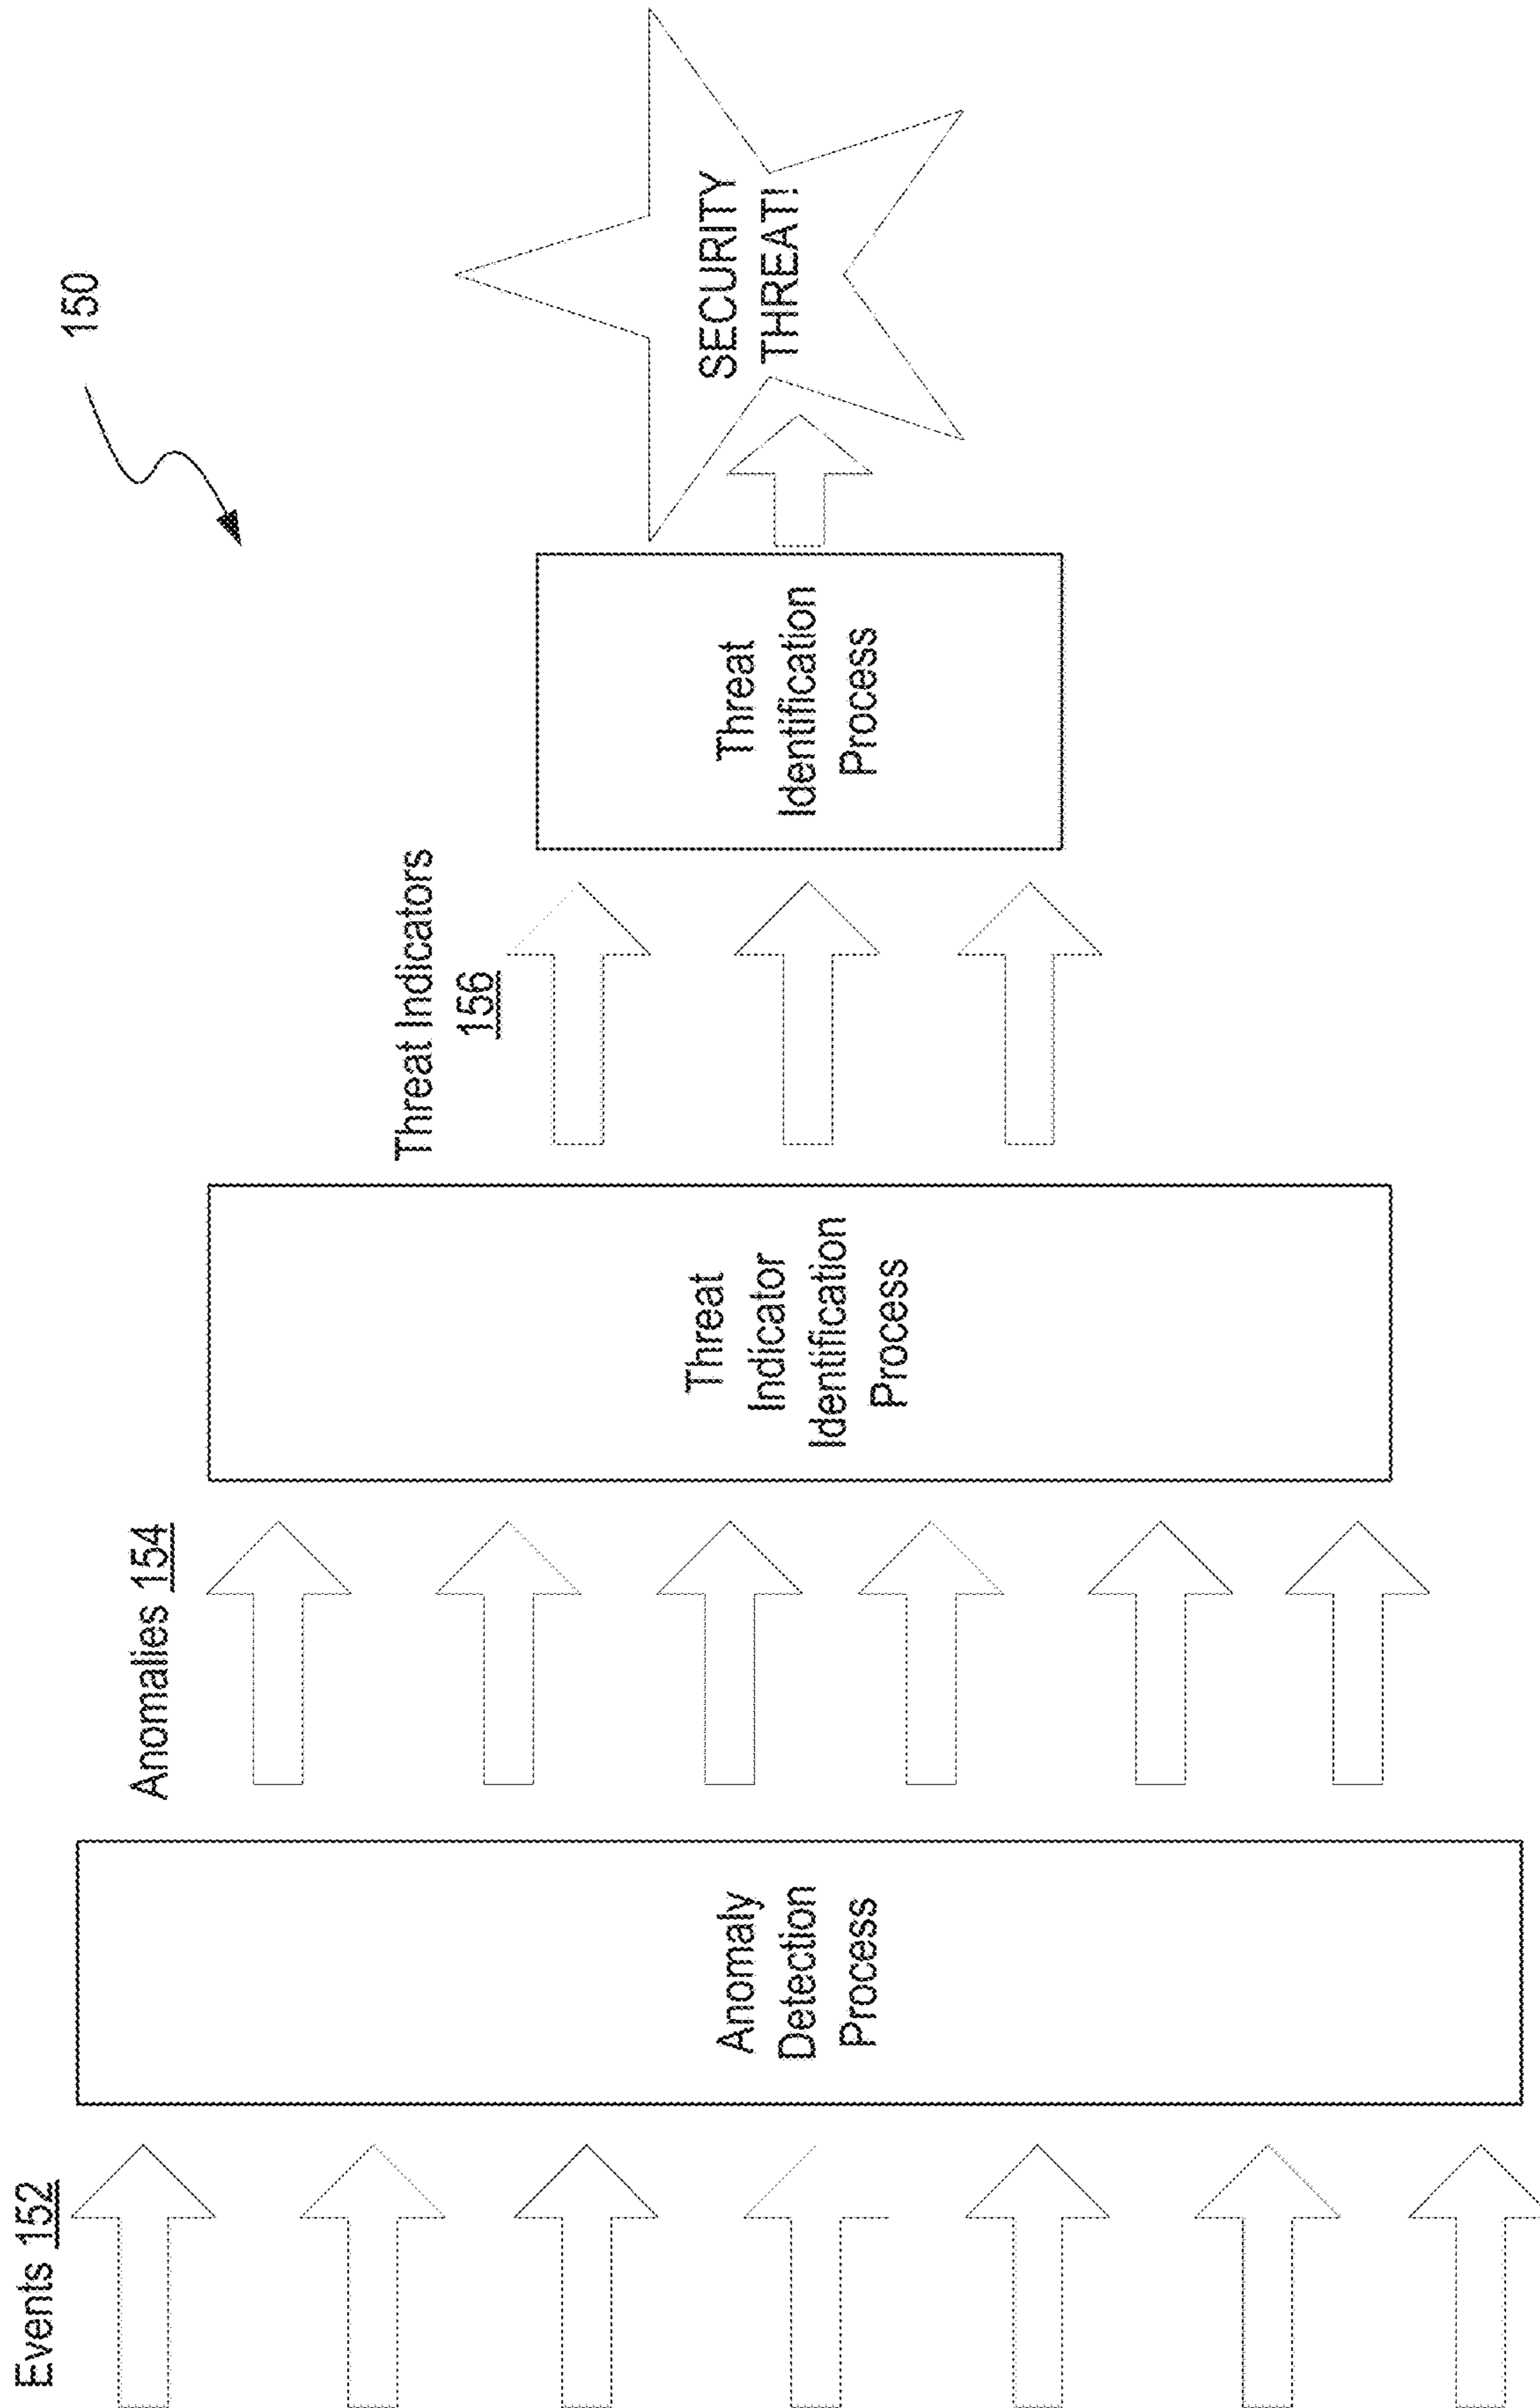 150
Events 152
Anomaly
Detection
Process
Anomalies 154
Threat
Indicator
Identification
Process
Threat Indicators
156
Threat
Identification
Process
SECURITY
THREAT!